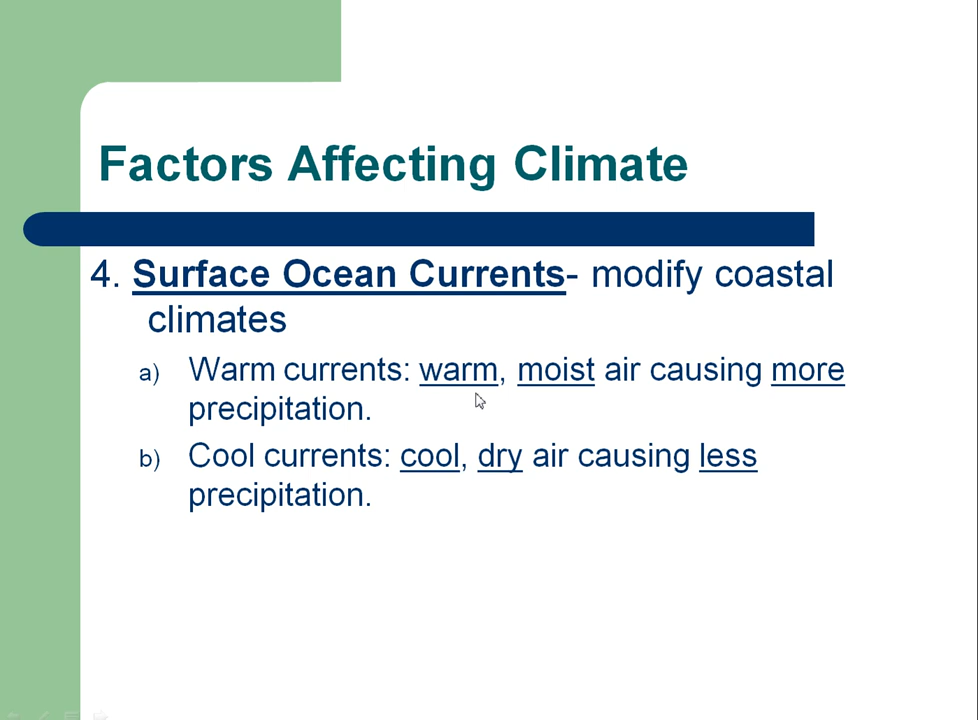 Factors Affecting Climate
4. Surface Ocean Currents- modify coastal
climates
a) Warm currents: warm, moist air causing more
precipitation.
b) Cool currents: cool, dry air causing less
precipitation.